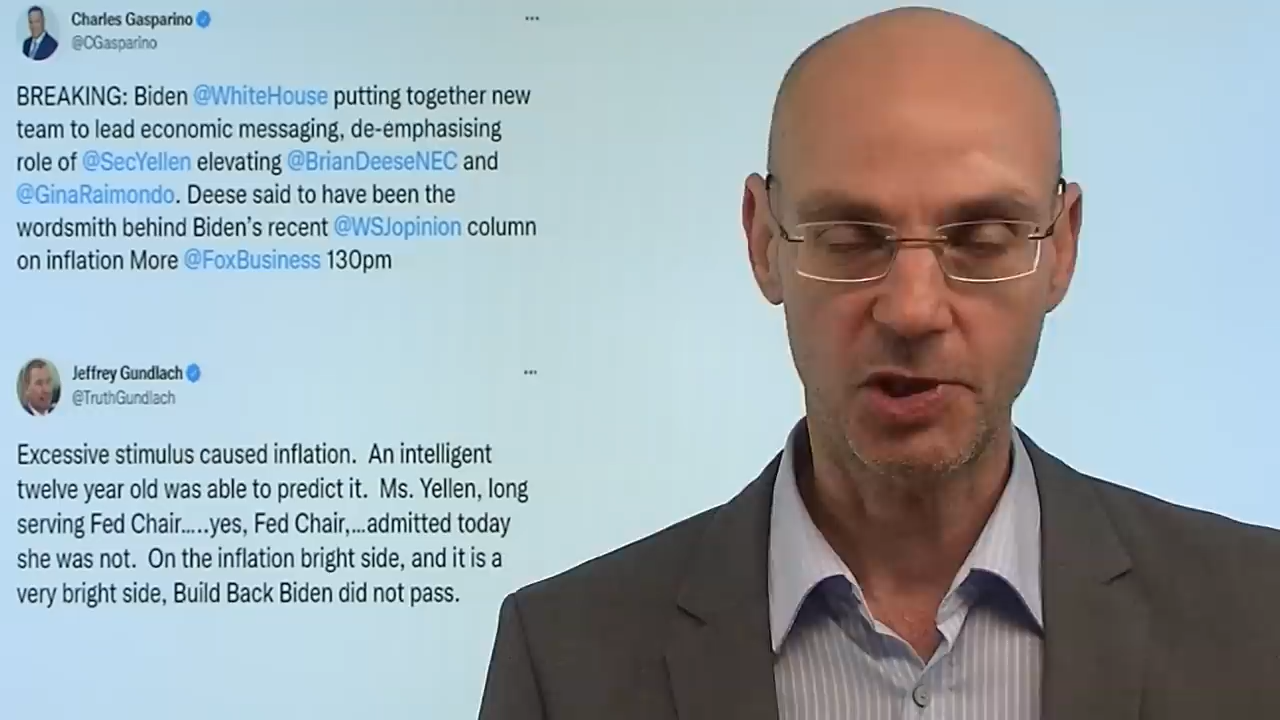 Charles Gasparino
@CGasparino
BREAKING: Biden @WhiteHouse putting together new
team to lead economic messaging, de-emphasising
role of @SecYellen elevating @BrianDeeseNEC and
@GinaRaimondo. Deese said to have been the
wordsmith behind Biden's recent @WSJopinion column
on inflation More @FoxBusiness 130pm
Jeffrey Gundlach
@TruthGundlach
Excessive stimulus caused inflation.  An intelligent
twelve year old was able to predict it.  Ms. Yellen, long
serving Fed Chair.....yes, Fed Chair,...admitted today
she was not.  On the inflation bright side, and it is a
very bright side, Build Back Biden did not pass.